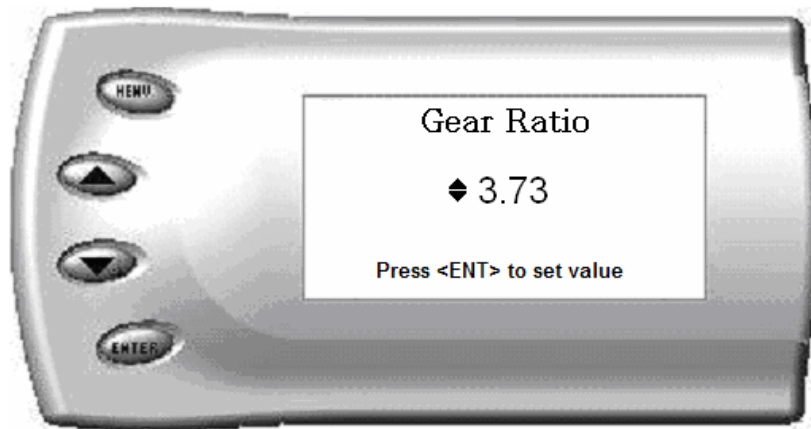 MENU
Gear Ratio
3.73
Press <ENT> to set value
ENTER